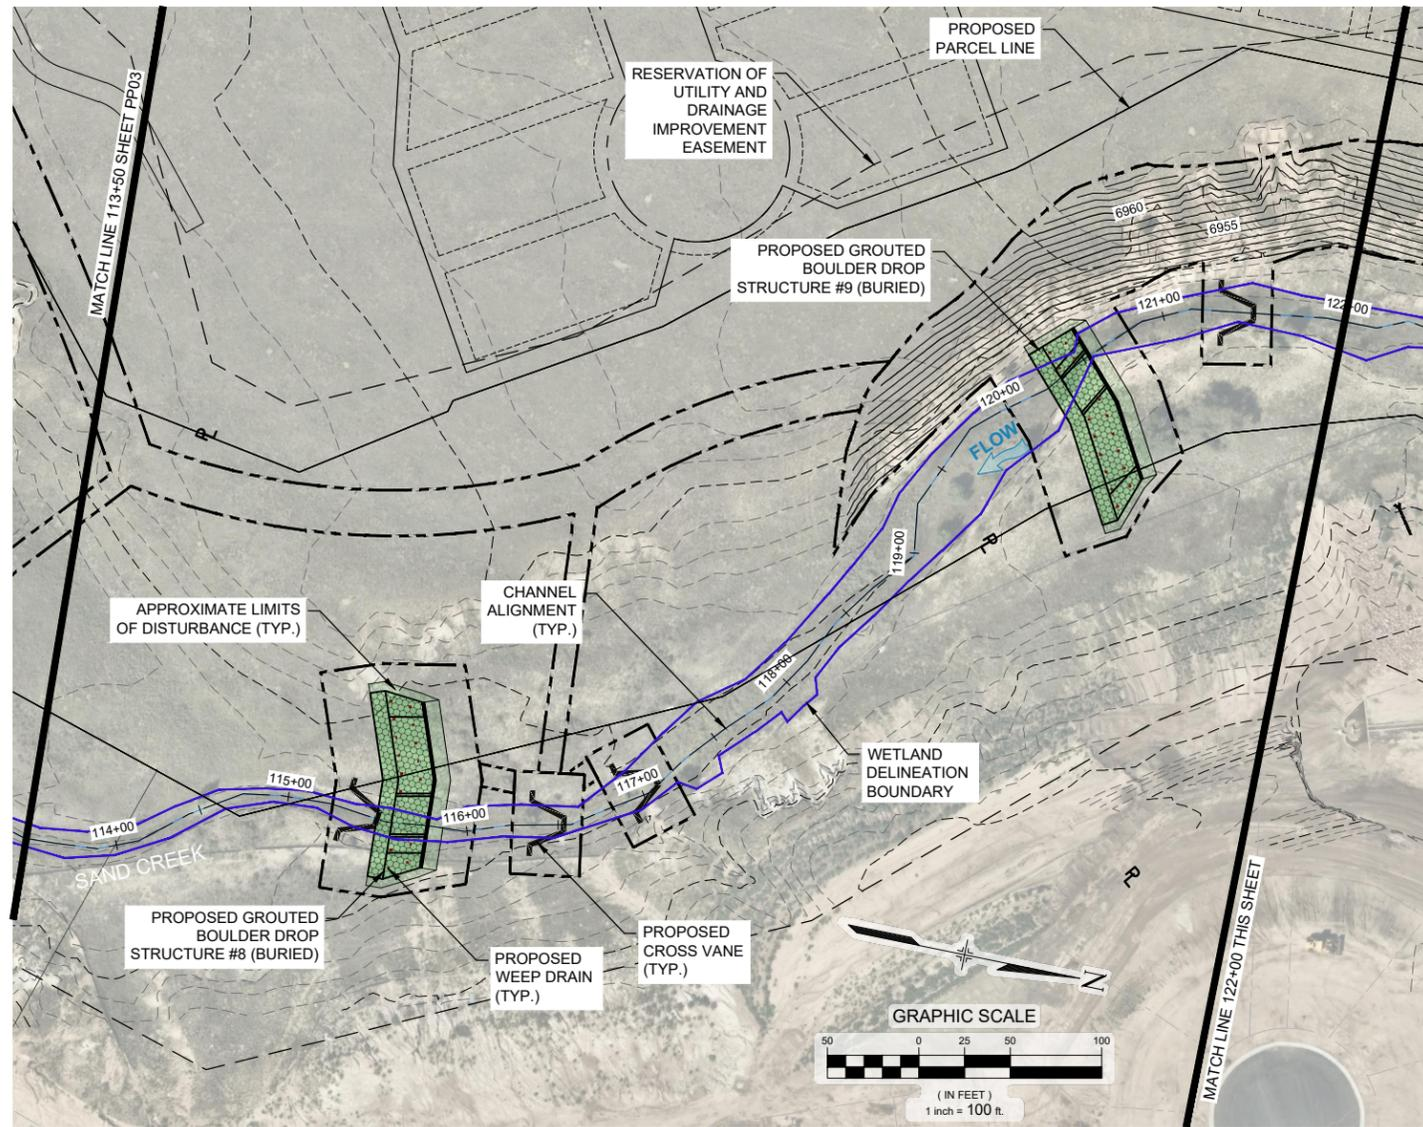 PROPOSED
PARCEL LINE
RESERVATION OF
UTILITY AND
DRAINAGE
IMPROVEMENT
EASEMENT
MATCH LINE 113+50 SHEET PP03
6960
6955
PROPOSED GROUTED
BOULDER DROP
STRUCTURE #9 (BURIED)
121+00
122+00
120+00
FLOW
PL
119+00
PL
CHANNEL
ALIGNMENT
(TYP.)
APPROXIMATE LIMITS
OF DISTURBANCE (TYP.)
118+00
WETLAND
DELINEATION
BOUNDARY
117+00
115+00
116+00
114+00
SAND CREEK
PL
PROPOSED GROUTED
BOULDER DROP
STRUCTURE #8 (BURIED)
PROPOSED
WEEP DRAIN
(TYP.)
PROPOSED
CROSS VANE
(TYP.)
N
MATCH LINE 122+00 THIS SHEET
GRAPHIC SCALE
50 0 25 50 100
( IN FEET )
1 inch = 100 ft.